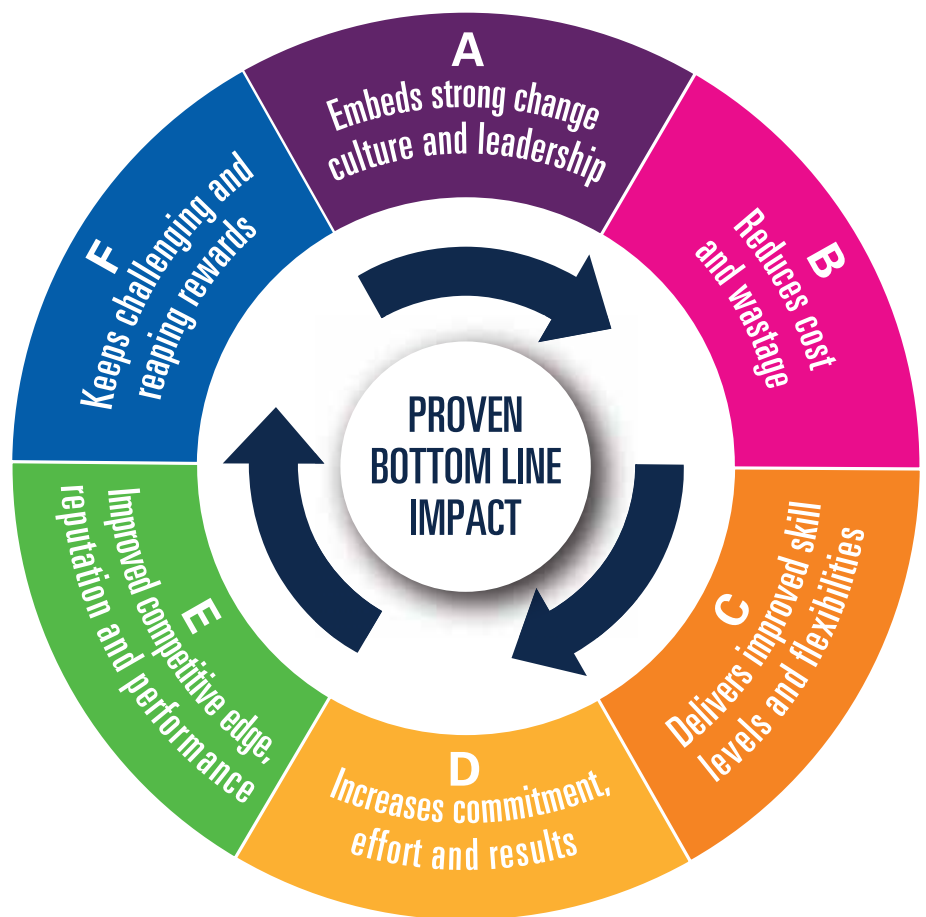 A
Embeds strong change
culture and leadership
B
Reduces cost
and wastage
C
Delivers improved skill
levels and flexibilities
D
Increases commitment,
effort and results
E
Improved competitive edge,
reputation and performance
F
Keeps challenging and
reaping rewards
PROVEN
BOTTOM LINE
IMPACT